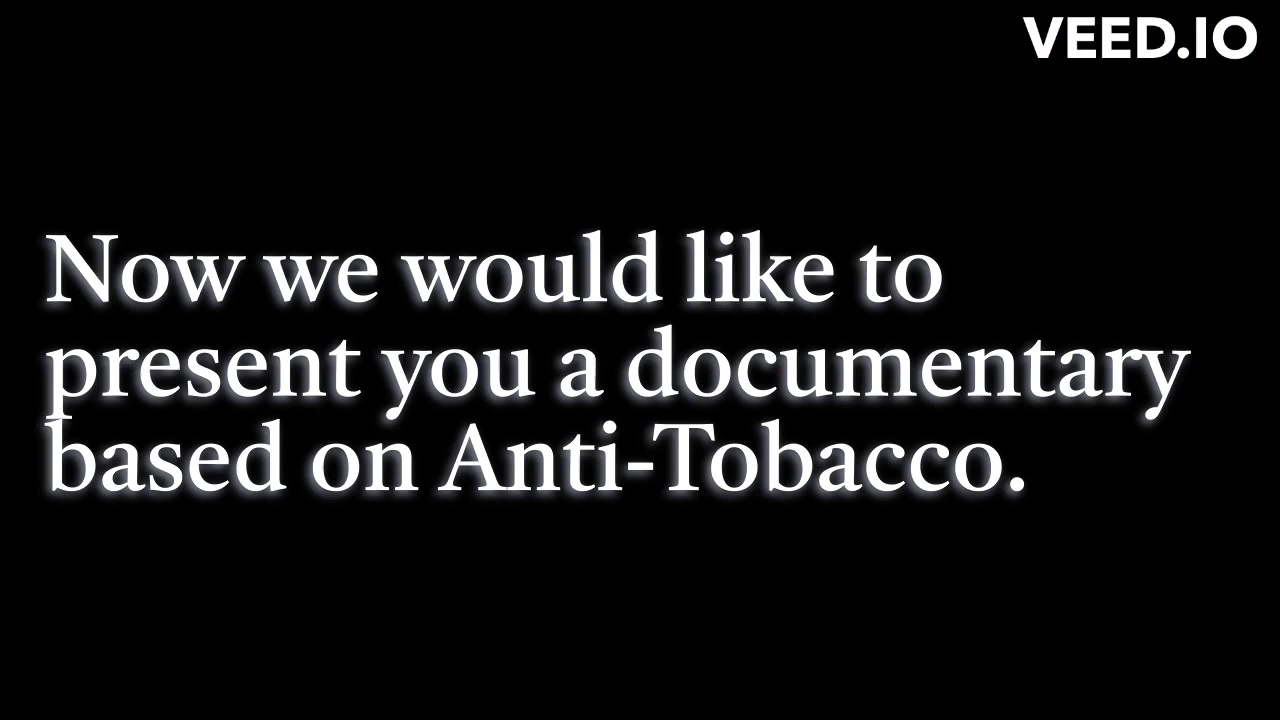 VEED.IO
Now we would like to
present you a documentary
based on Anti-Tobacco.